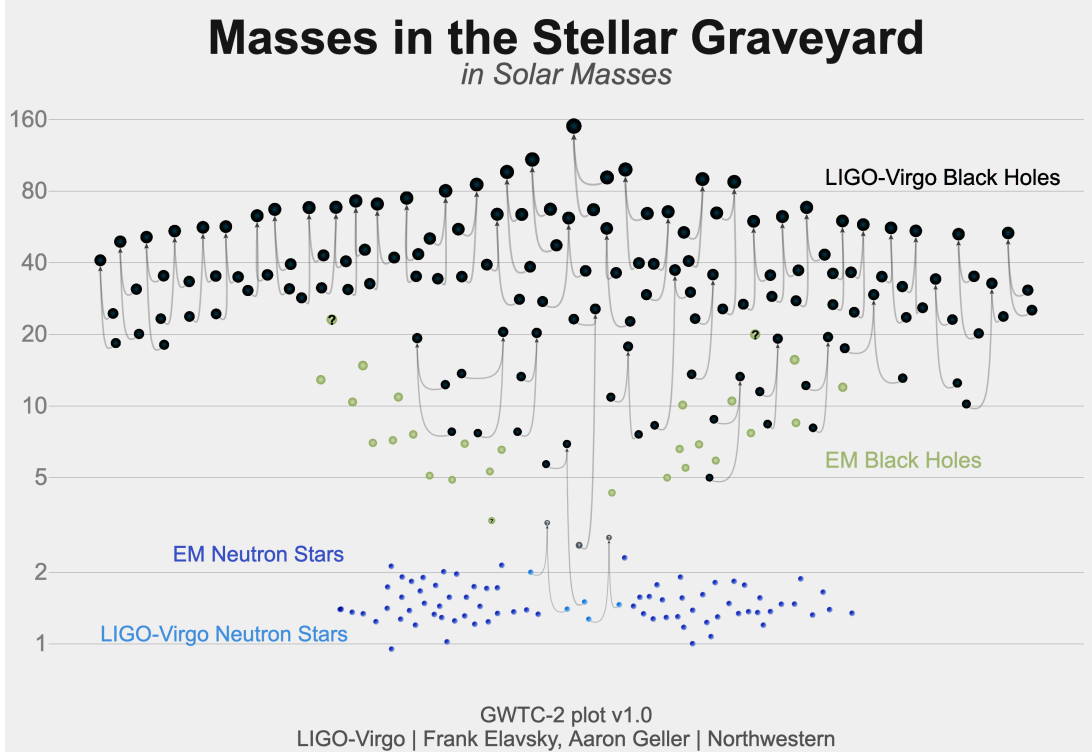 Masses in the Stellar Graveyard
in Solar Masses
160
80
LIGO-Virgo Black Holes
40
20
?
?
10
EM Black Holes
5
?
?
?
?
EM Neutron Stars
2
LIGO-Virgo Neutron Stars
1
GWTC-2 plot v1.0
LIGO-Virgo | Frank Elavsky, Aaron Geller | Northwestern